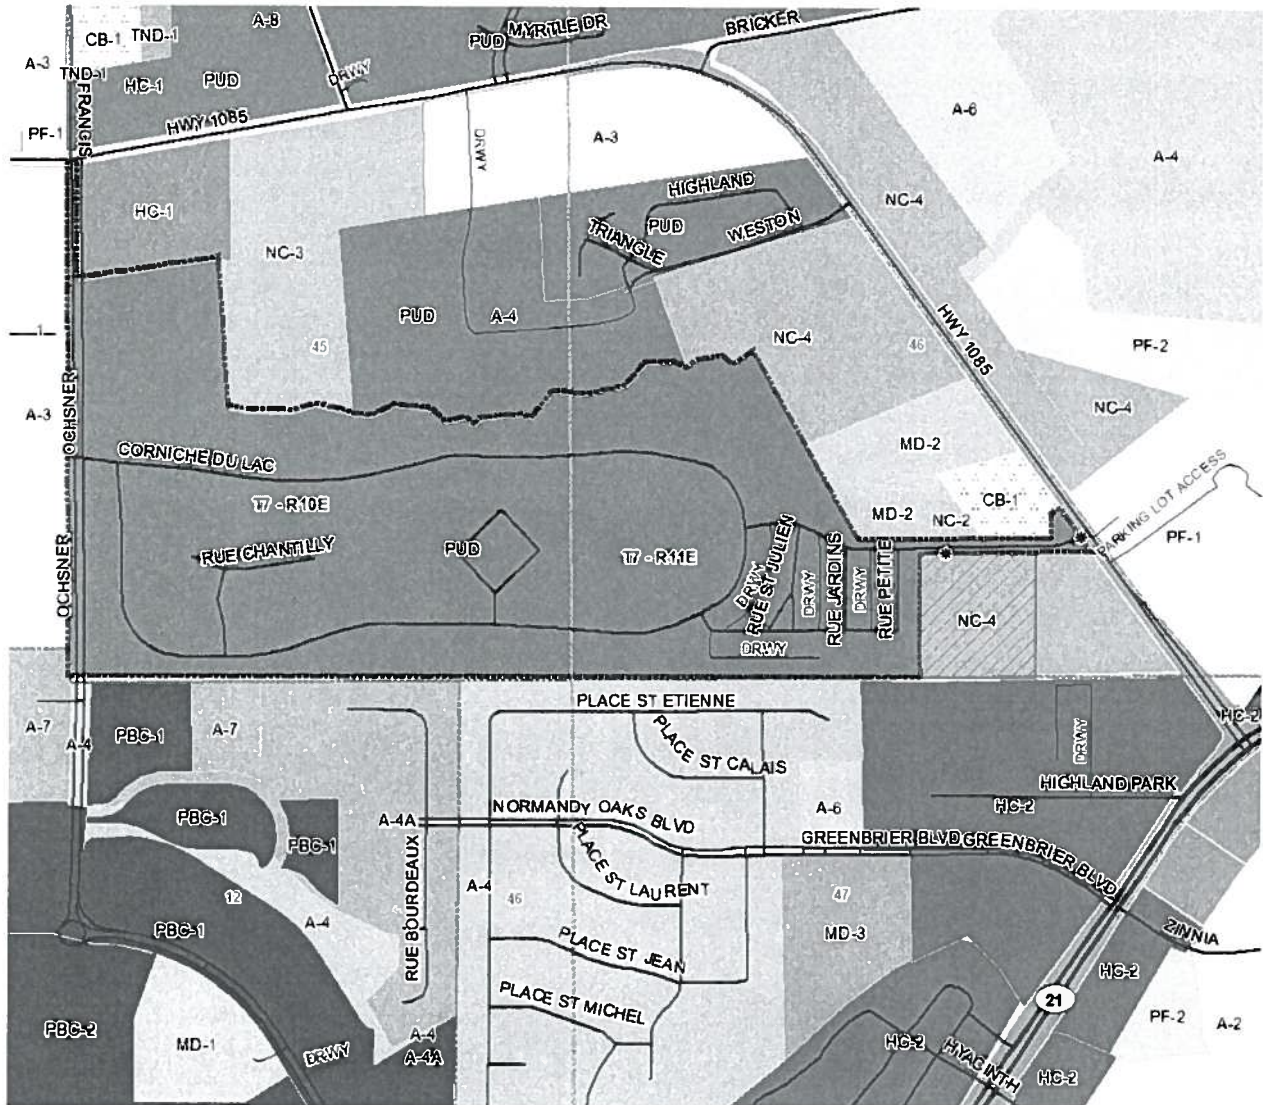 A-8
CB-1
TND-1
PUD
MYRTLE DR
BRICKER
A-3
TND-1
HC-1
PUD
DRWY
FRANCIS
HWY 1085
PF-1
DRWY
A-3
A-6
A-4
HC-1
HIGHLAND
NC-4
PUD
TRIANGLE
WESTON
NC-3
PUD
A-4
NC-4
46
HWY 1085
PF-2
45
1
OCHSNER
A-3
NC-4
MD-2
CORNICHE DU LAC
CB-1
T7 - R10E
MD-2
NC-2
PARKING LOT ACCESS
RUE CHANTILLY
PUD
T7 - R11E
PF-1
OCHSNER
DRWY
RUE ST JULIEN
DRWY
RUE JARDINS
DRWY
RUE PETITE
NC-4
DRWY
PLACE ST ETIENNE
HC-2
A-7
A-4
PBC-1
A-7
PLACE ST CALAIS
DRWY
HIGHLAND PARK
HC-2
PBC-1
NORMANDY OAKS BLVD
A-6
A-4A
PBC-1
GREENBRIER BLVD
GREENBRIER BLVD
RUE BOURDEAUX
PLACE ST LAURENT
A-4
46
47
12
A-4
PBC-1
MD-3
ZINNIA
PLACE ST JEAN
HC-2
PLACE ST MICHEL
21
PBC-2
MD-1
DRWY
A-4
A-4A
HC-2
HYACINTH
HC-2
PF-2
A-2